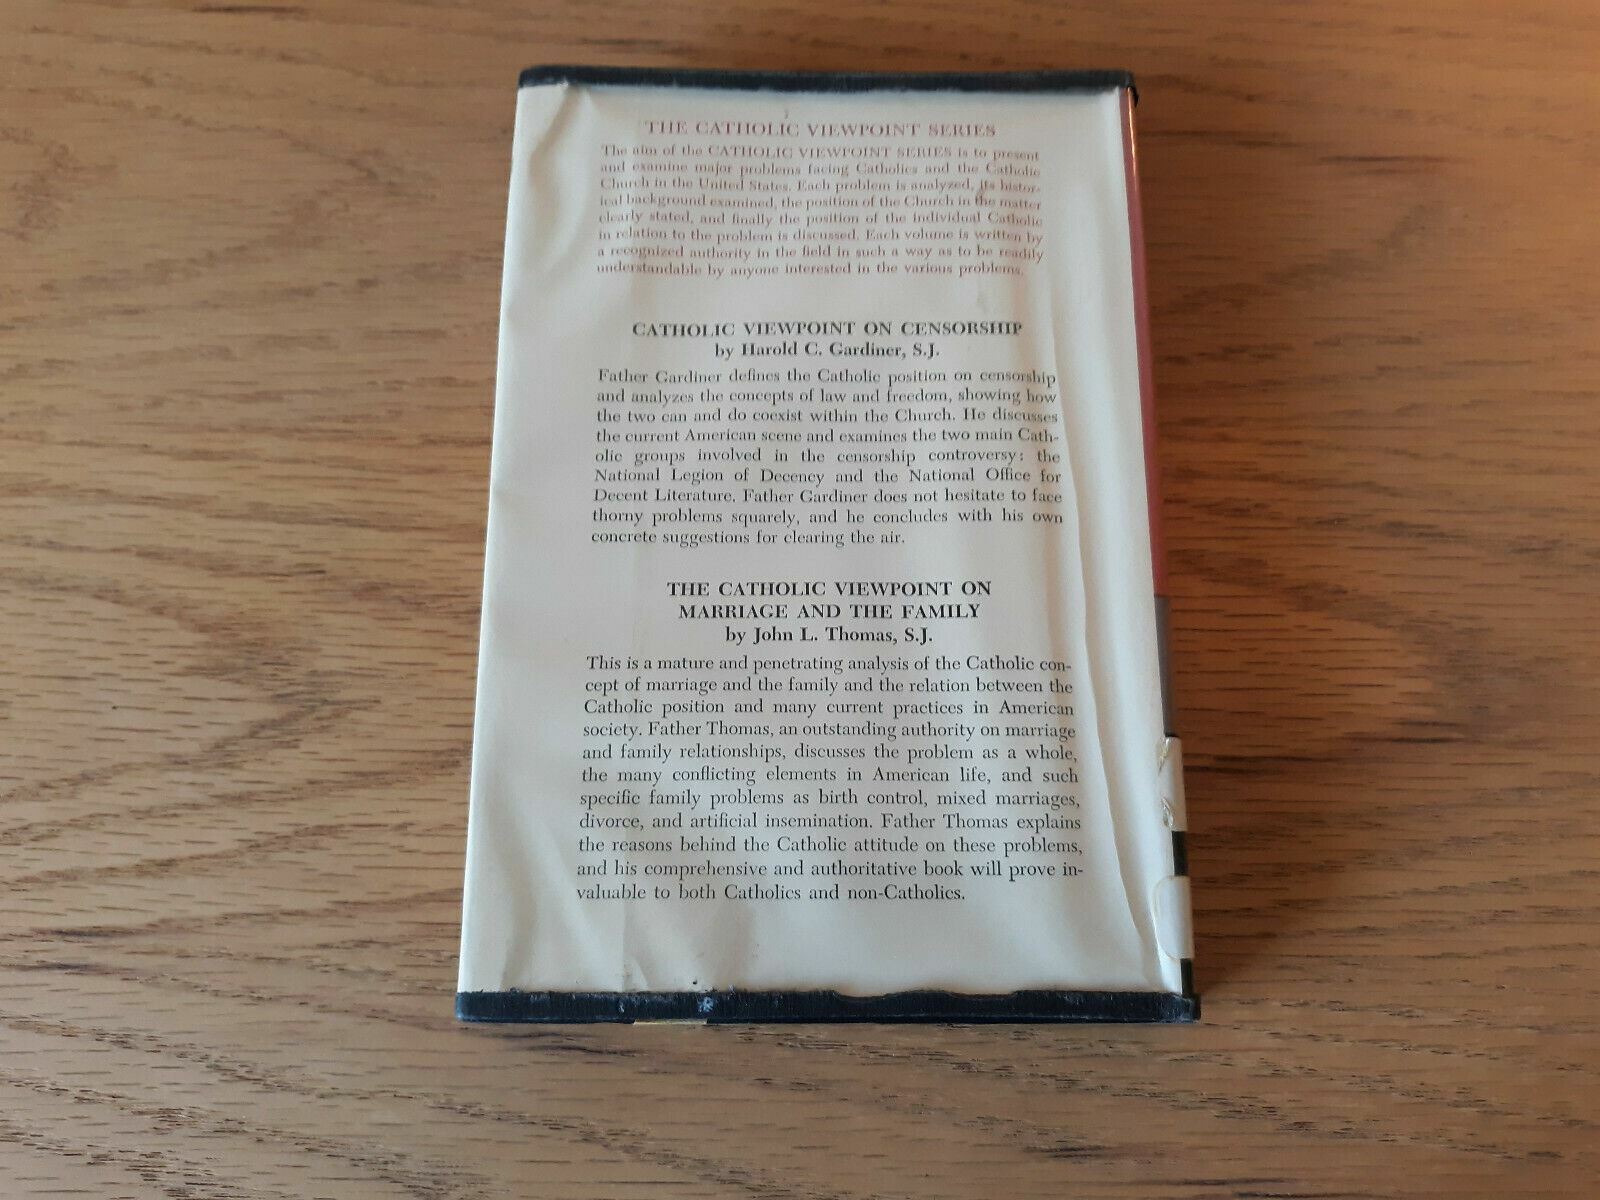 THE CATHOLIC VIEWPOINT SERIES
The aim of the CATHOLIC VIEWPOINT SERIES is to present
and examine major problems facing Catholics and the Catholic
Church in the United States. Each problem is analyzed, its histor-
ical background examined, the position of the Church in the matter
clearly stated, and finally the position of the individual Catholic
in relation to the problem is discussed. Each volume is written by
a recognized authority in the field in such a way as to be readily
understandable by anyone interested in the various problems.
CATHOLIC VIEWPOINT ON CENSORSHIP
by Harold C. Gardiner, S.J.
Father Gardiner defines the Catholic position on censorship
and analyzes the concepts of law and freedom, showing how
the two can and do coexist within the Church. He discusses
the current American scene and examines the two main Cath-
olic groups involved in the censorship controversy: the
National Legion of Decency and the National Office for
Decent Literature. Father Gardiner does not hesitate to face
thorny problems squarely, and he concludes with his own
concrete suggestions for clearing the air.
THE CATHOLIC VIEWPOINT ON
MARRIAGE AND THE FAMILY
by John L. Thomas, S.J.
This is a mature and penetrating analysis of the Catholic con-
cept of marriage and the family and the relation between the
Catholic position and many current practices in American
society. Father Thomas, an outstanding authority on marriage
and family relationships, discusses the problem as a whole,
the many conflicting elements in American life, and such
specific family problems as birth control, mixed marriages,
divorce, and artificial insemination. Father Thomas explains
the reasons behind the Catholic attitude on these problems,
and his comprehensive and authoritative book will prove in-
valuable to both Catholics and non-Catholics.